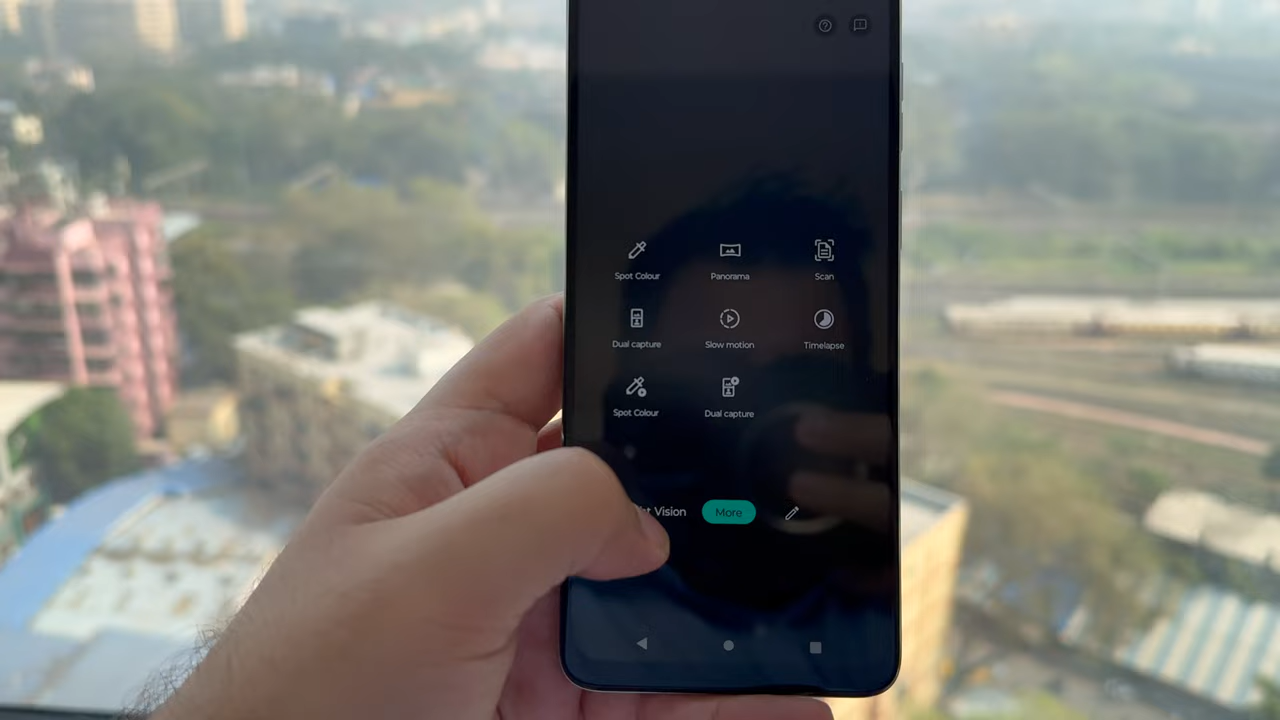 Spot Colour Panorama Scan
Dual capture Slow motion Timelapse
Spot Colour Dual capture
Vision More